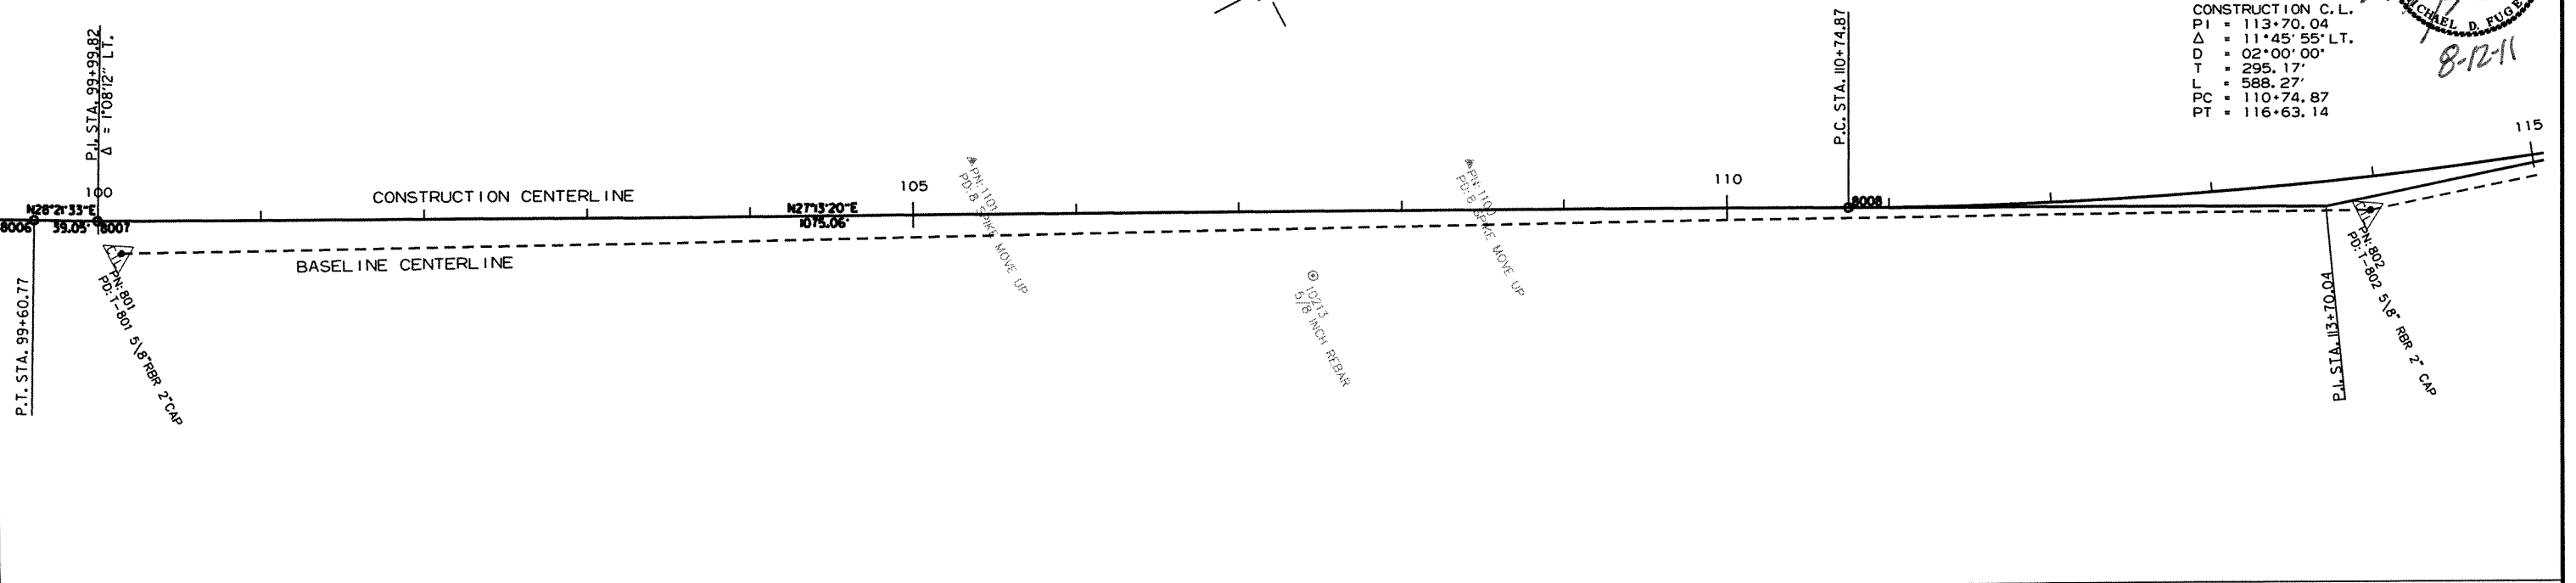 CONSTRUCTION C.L.
PI = 113+70.04
Δ = 11°45'55" LT.
D = 02°00'00"
T = 295.17'
L = 588.27'
PC = 110+74.87
PT = 116+63.14
MICHAEL D. FUGE
8-12-11
P.I. STA. 99+99.82
Δ = 1°08'12" LT.
P.C. STA. 110+74.87
115
100
CONSTRUCTION CENTERLINE
105
110
N28°21'33"E
39.05'
8006
8007
N27°13'20"E
1075.06'
8008
BASELINE CENTERLINE
PN: 801
PD: T-801 5\8"RBR 2"CAP
P.T. STA. 99+60.77
PN: 1101
PD: 8 SPIKE MOVE UP
PN: 1100
PD: 8 SPIKE MOVE UP
10213
5/8 INCH REBAR
P.I. STA. 113+70.04
PN: 802
PD: T-802 5\8" RBR 2" CAP